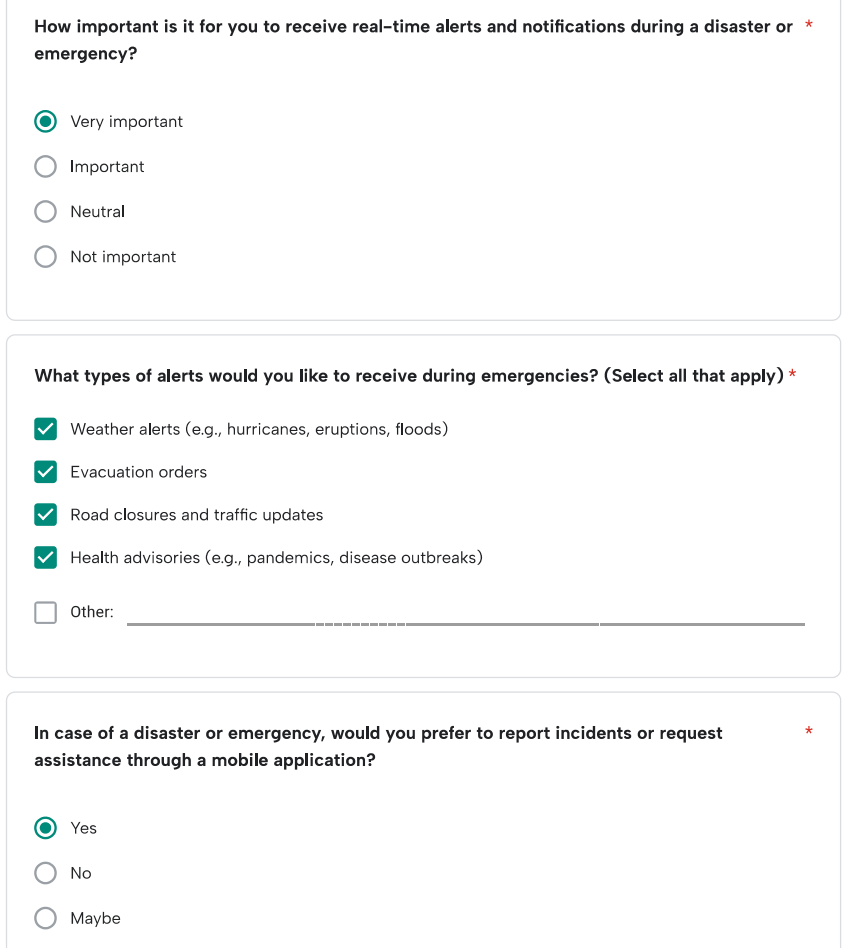 How important is it for you to receive real-time alerts and notifications during a disaster or *
emergency?
Very important
Important
Neutral
Not important
What types of alerts would you like to receive during emergencies? (Select all that apply) *
Weather alerts (e.g., hurricanes, eruptions, floods)
Evacuation orders
Road closures and traffic updates
Health advisories (e.g., pandemics, disease outbreaks)
Other:
In case of a disaster or emergency, would you prefer to report incidents or request *
assistance through a mobile application?
Yes
No
Maybe